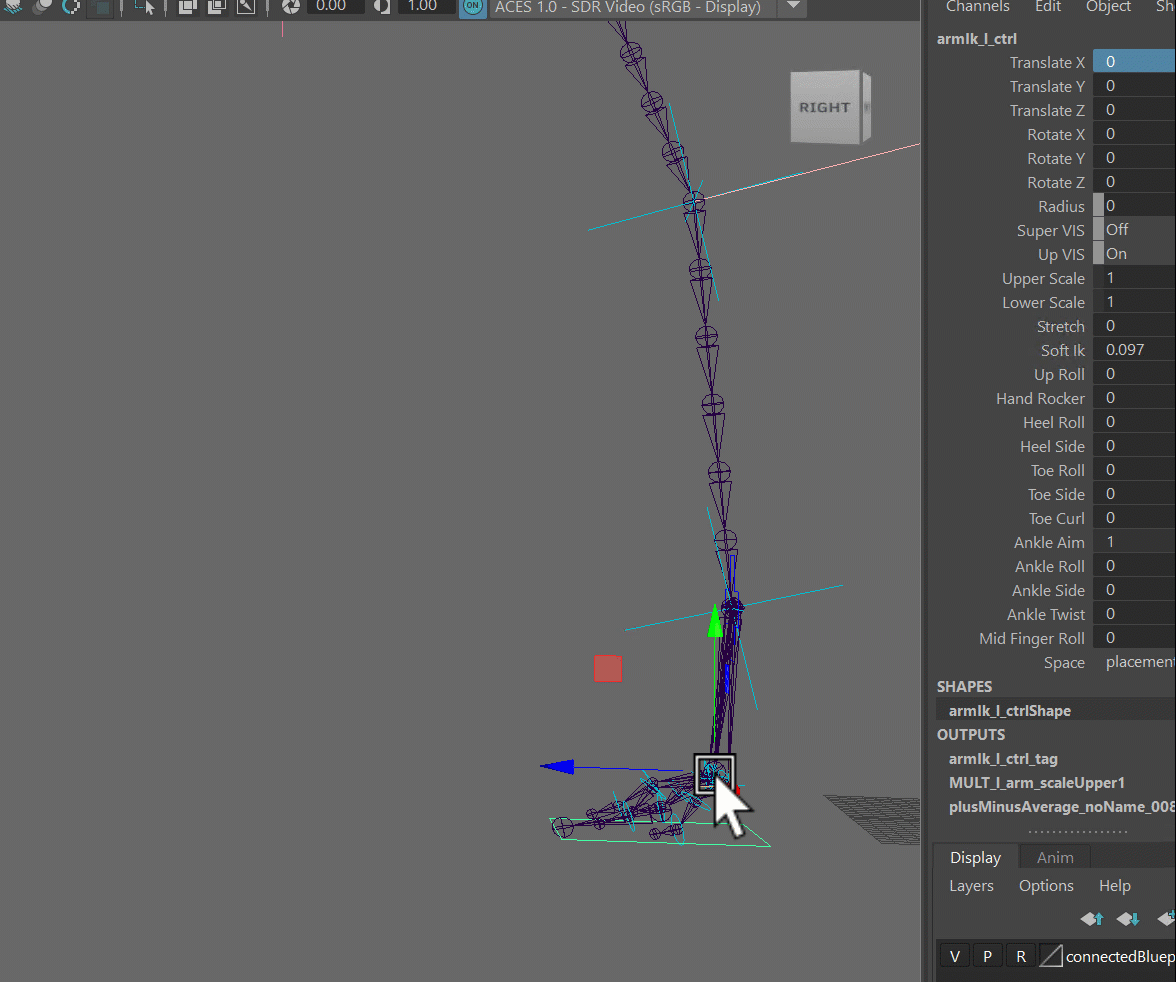 0.00
1.00
ON
ACES 1.0 - SDR Video (sRGB - Display)
RIGHT
Channels Edit Object Sh
armIk_l_ctrl
Translate X 0
Translate Y 0
Translate Z 0
Rotate X 0
Rotate Y 0
Rotate Z 0
Radius 0
Super VIS Off
Up VIS On
Upper Scale 1
Lower Scale 1
Stretch 0
Soft Ik 0.097
Up Roll 0
Hand Rocker 0
Heel Roll 0
Heel Side 0
Toe Roll 0
Toe Side 0
Toe Curl 0
Ankle Aim 1
Ankle Roll 0
Ankle Side 0
Ankle Twist 0
Mid Finger Roll 0
Space placement
SHAPES
armIk_l_ctrlShape
OUTPUTS
armIk_l_ctrl_tag
MULT_l_arm_scaleUpper1
plusMinusAverage_noName_008
Display Anim
Layers Options Help
V P R connectedBluep